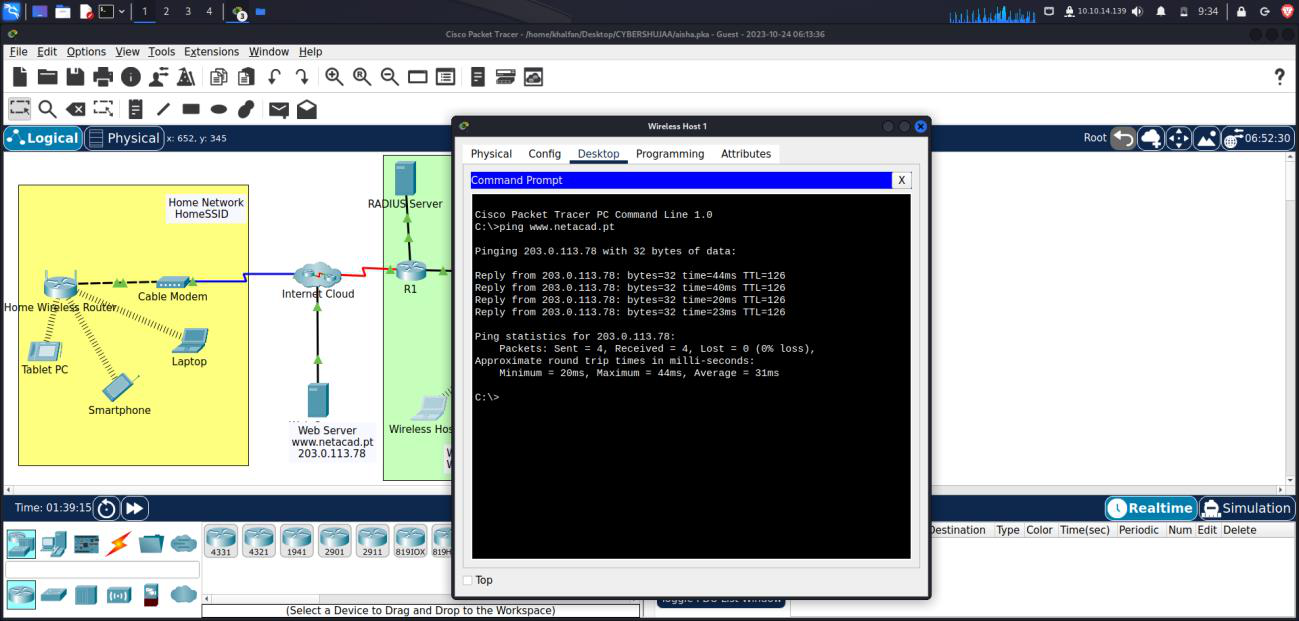 10.10.14.139
9:34
1 2 3 4
3
Cisco Packet Tracer - /home/khalfan/Desktop/CYBERSHUJAA/aisha.pka - Guest - 2023-10-24 06:13:36
File Edit Options View Tools Extensions Window Help
?
Logical
Physical
x: 652, y: 345
Root
06:52:30
Home Network
HomeSSID
Home Wireless Router
Cable Modem
Tablet PC
Smartphone
Laptop
Internet Cloud
Web Server
www.netacad.pt
203.0.113.78
RADIUS Server
R1
Wireless Hos
Wireless Host 1
Physical Config Desktop Programming Attributes
Command Prompt
X
Cisco Packet Tracer PC Command Line 1.0
C:\>ping www.netacad.pt
Pinging 203.0.113.78 with 32 bytes of data:
Reply from 203.0.113.78: bytes=32 time=44ms TTL=126
Reply from 203.0.113.78: bytes=32 time=40ms TTL=126
Reply from 203.0.113.78: bytes=32 time=20ms TTL=126
Reply from 203.0.113.78: bytes=32 time=23ms TTL=126
Ping statistics for 203.0.113.78:
Packets: Sent = 4, Received = 4, Lost = 0 (0% loss),
Approximate round trip times in milli-seconds:
Minimum = 20ms, Maximum = 44ms, Average = 31ms
C:\>
Top
Time: 01:39:15
Realtime
Simulation
4331 4321 1941 2901 2911 819IOX 819H
(Select a Device to Drag and Drop to the Workspace)
Destination Type Color Time(sec) Periodic Num Edit Delete
Toggle PDU List Window